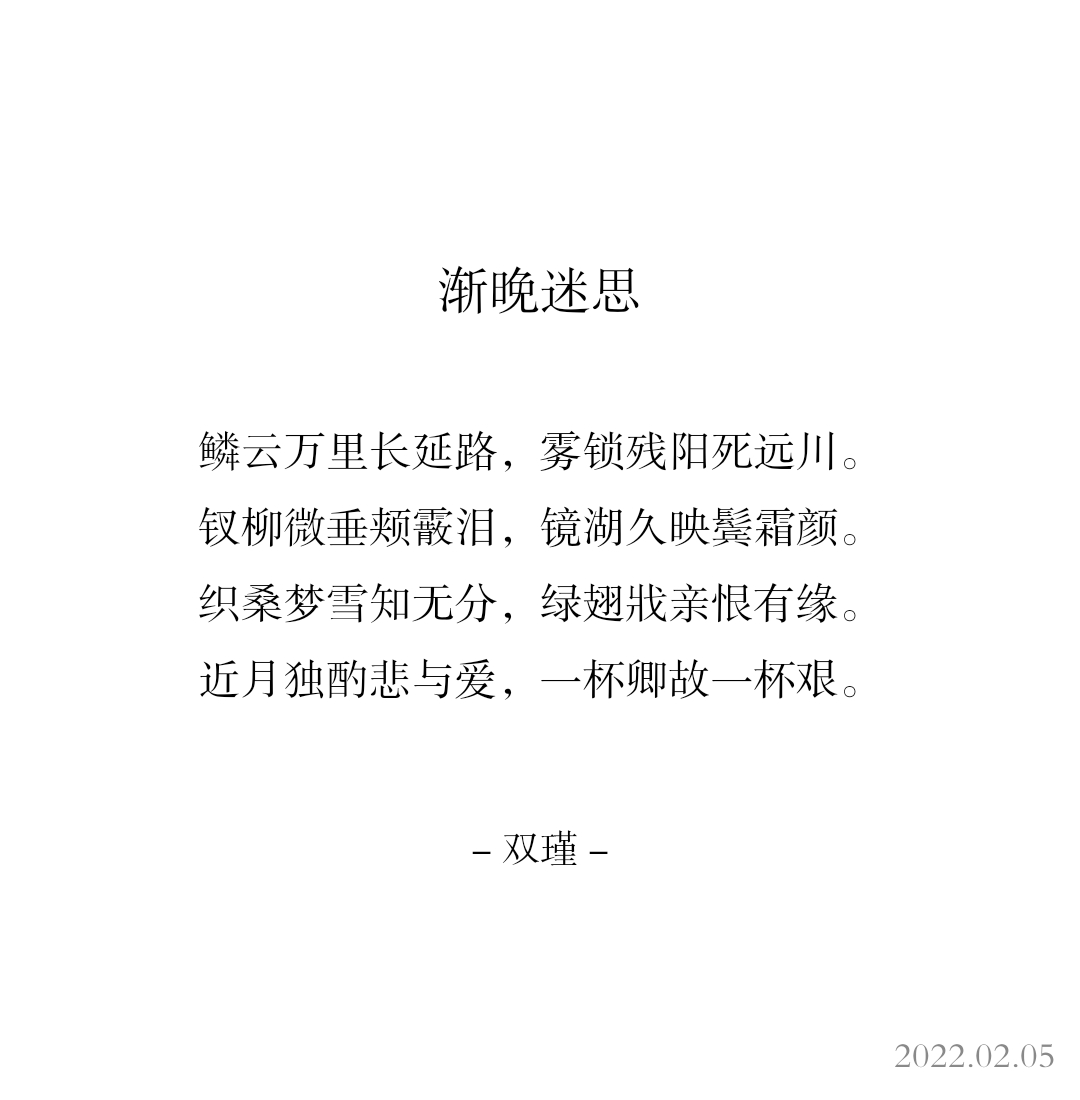 渐晚迷思
鳞云万里长延路，雾锁残阳死远川。
钗柳微垂颊霰泪，镜湖久映鬓霜颜。
织桑梦雪知无分，绿翅戕亲恨有缘。
近月独酌悲与爱，一杯卿故一杯艰。
– 双瑾 –
2022.02.05